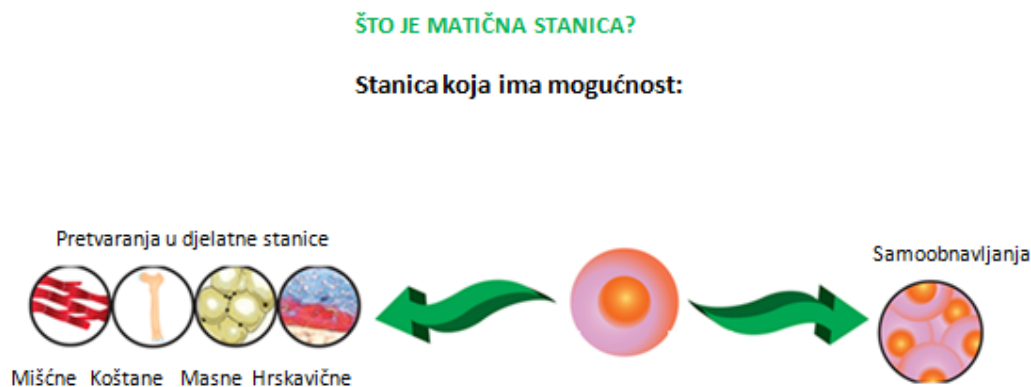 ŠTO JE MATIČNA STANICA?
Stanica koja ima mogućnost:
Pretvaranja u djelatne stanice
Samoobnavljanja
Mišćne Koštane Masne Hrskavične